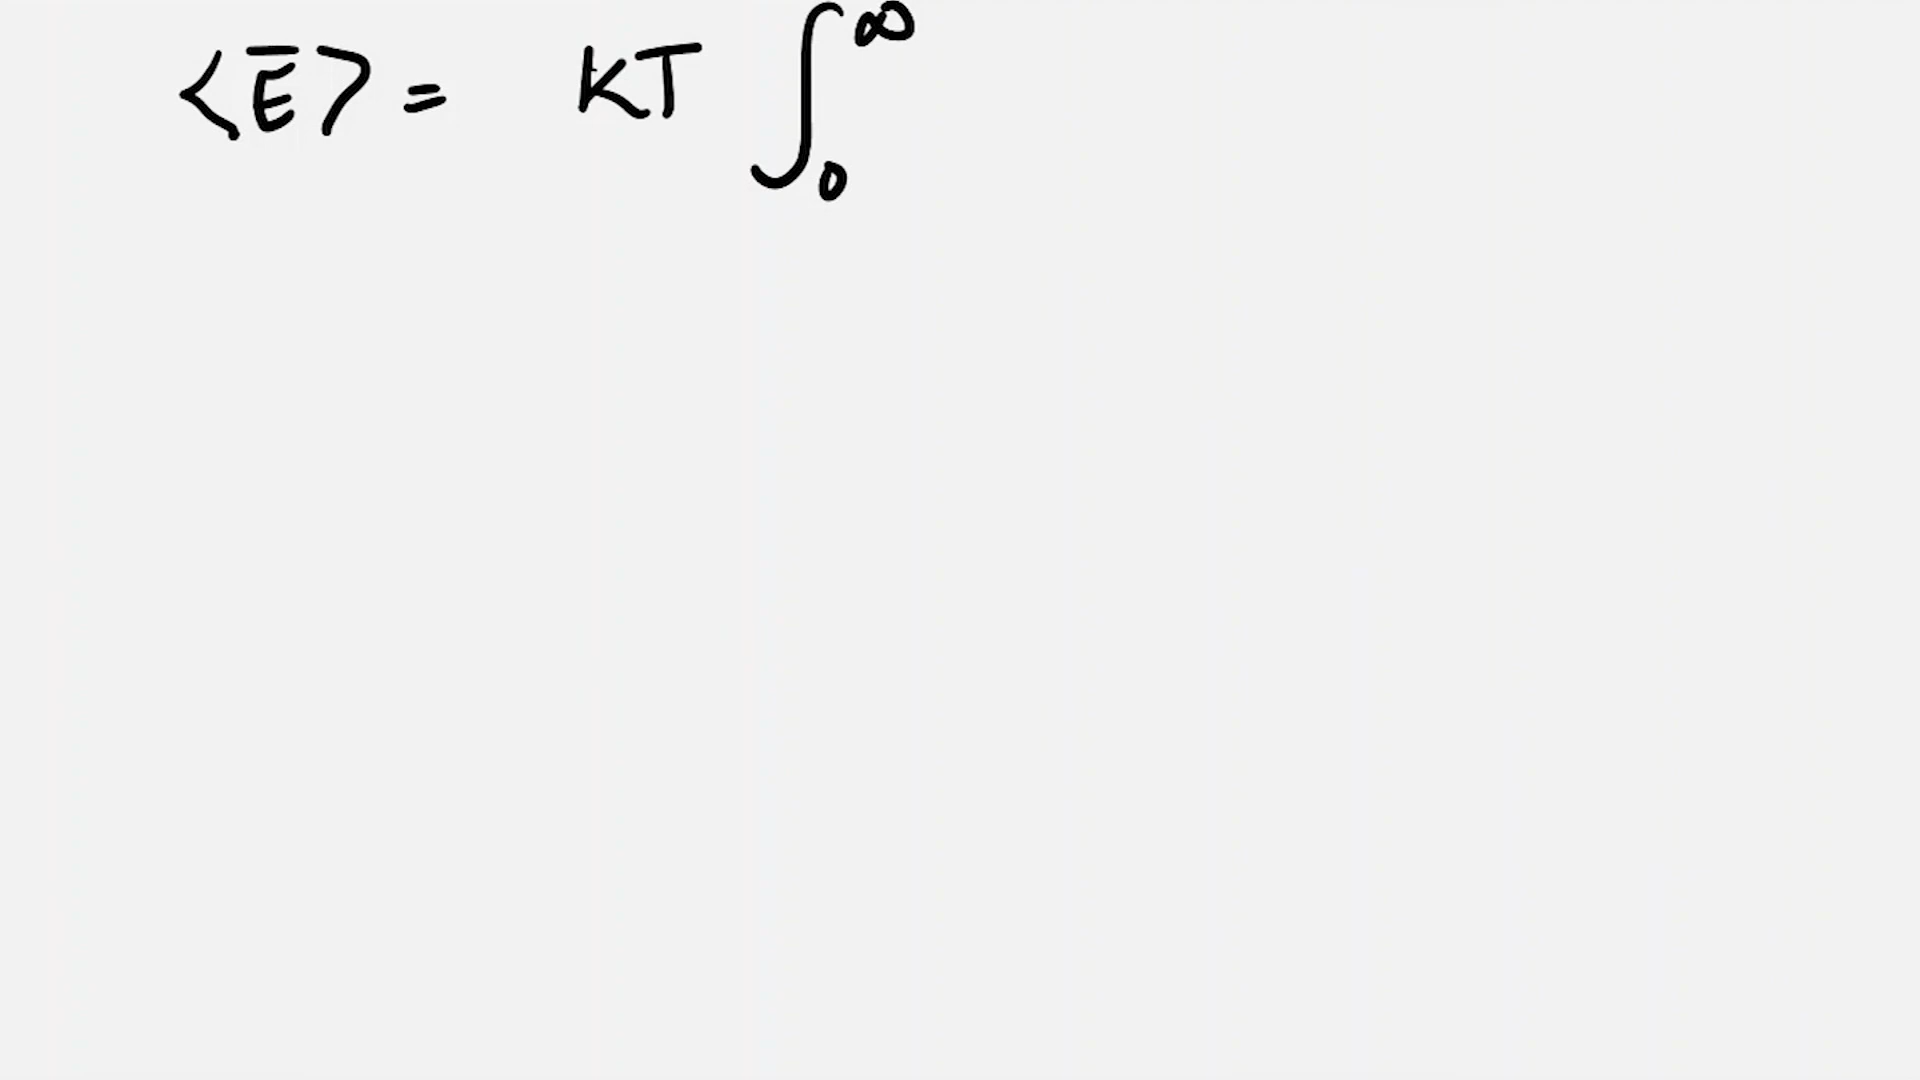 <E̅> = KT ∫₀^∞